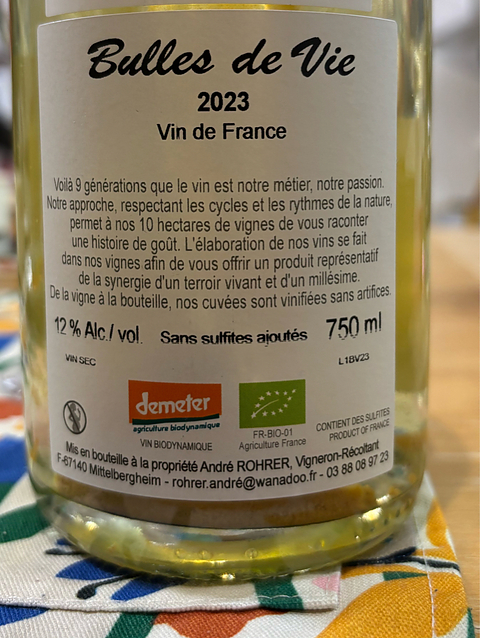 Bulles de Vie
2023
Vin de France
Voilà 9 générations que le vin est notre métier, notre passion.
Notre approche, respectant les cycles et les rythmes de la nature,
permet à nos 10 hectares de vignes de vous raconter
une histoire de goût. L'élaboration de nos vins se fait
dans nos vignes afin de vous offrir un produit représentatif
de la synergie d'un terroir vivant et d'un millésime.
De la vigne à la bouteille, nos cuvées sont vinifiées sans artifices.
12 % Alc./ vol. Sans sulfites ajoutés 750 ml
VIN SEC L1BV23
demeter
agriculture biodynamique
VIN BIODYNAMIQUE
FR-BIO-01
Agriculture France
CONTIENT DES SULFITES
PRODUCT OF FRANCE
Mis en bouteille à la propriété André ROHRER, Vigneron-Récoltant
F-67140 Mittelbergheim - rohrer.andré@wanadoo.fr - 03 88 08 97 23